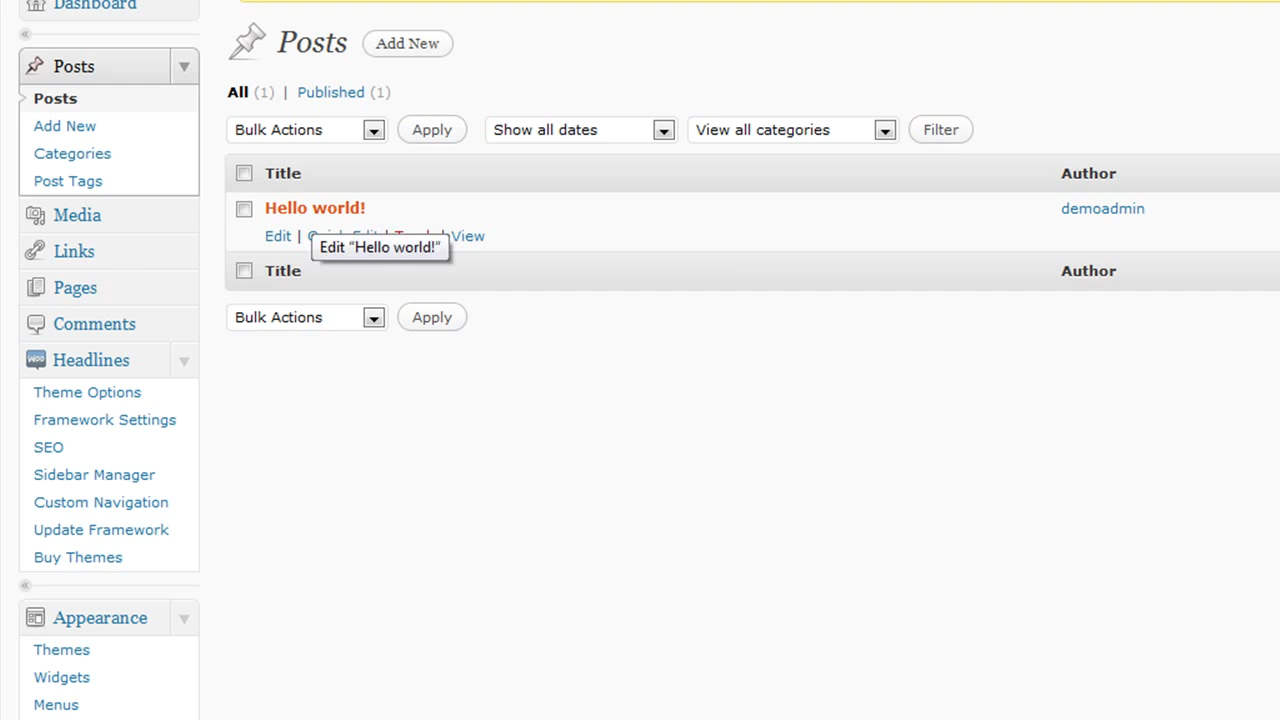 Dashboard
Posts
Posts
Add New
Categories
Post Tags
Media
Links
Pages
Comments
Headlines
Theme Options
Framework Settings
SEO
Sidebar Manager
Custom Navigation
Update Framework
Buy Themes
Appearance
Themes
Widgets
Menus
Posts Add New
All (1) | Published (1)
Bulk Actions Apply Show all dates View all categories Filter
Title Author
Hello world! demoadmin
Edit | View
Edit “Hello world!”
Title Author
Bulk Actions Apply